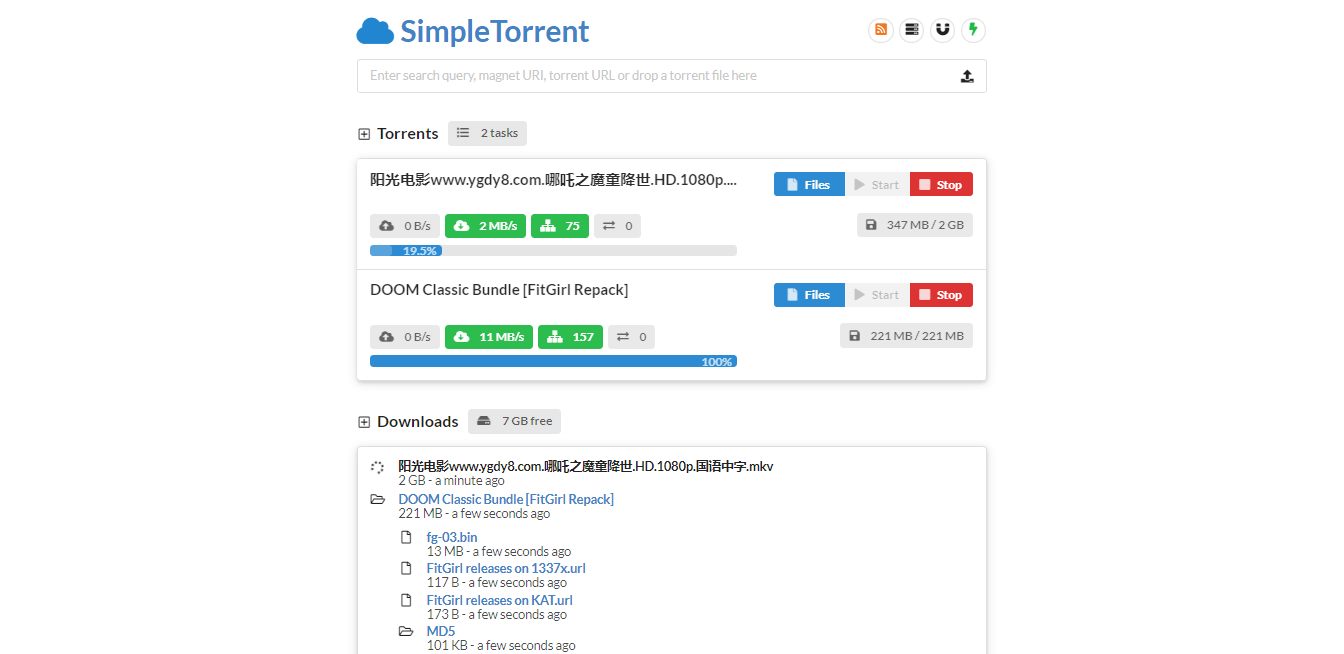 SimpleTorrent
Enter search query, magnet URI, torrent URL or drop a torrent file here
Torrents 2 tasks
阳光电影www.ygdy8.com.哪吒之魔童降世.HD.1080p.... Files Start Stop
0 B/s 2 MB/s 75 0 347 MB / 2 GB
19.5%
DOOM Classic Bundle [FitGirl Repack] Files Start Stop
0 B/s 11 MB/s 157 0 221 MB / 221 MB
100%
Downloads 7 GB free
阳光电影www.ygdy8.com.哪吒之魔童降世.HD.1080p.国语中字.mkv
2 GB - a minute ago
DOOM Classic Bundle [FitGirl Repack]
221 MB - a few seconds ago
fg-03.bin
13 MB - a few seconds ago
FitGirl releases on 1337x.url
117 B - a few seconds ago
FitGirl releases on KAT.url
173 B - a few seconds ago
MD5
101 KB - a few seconds ago